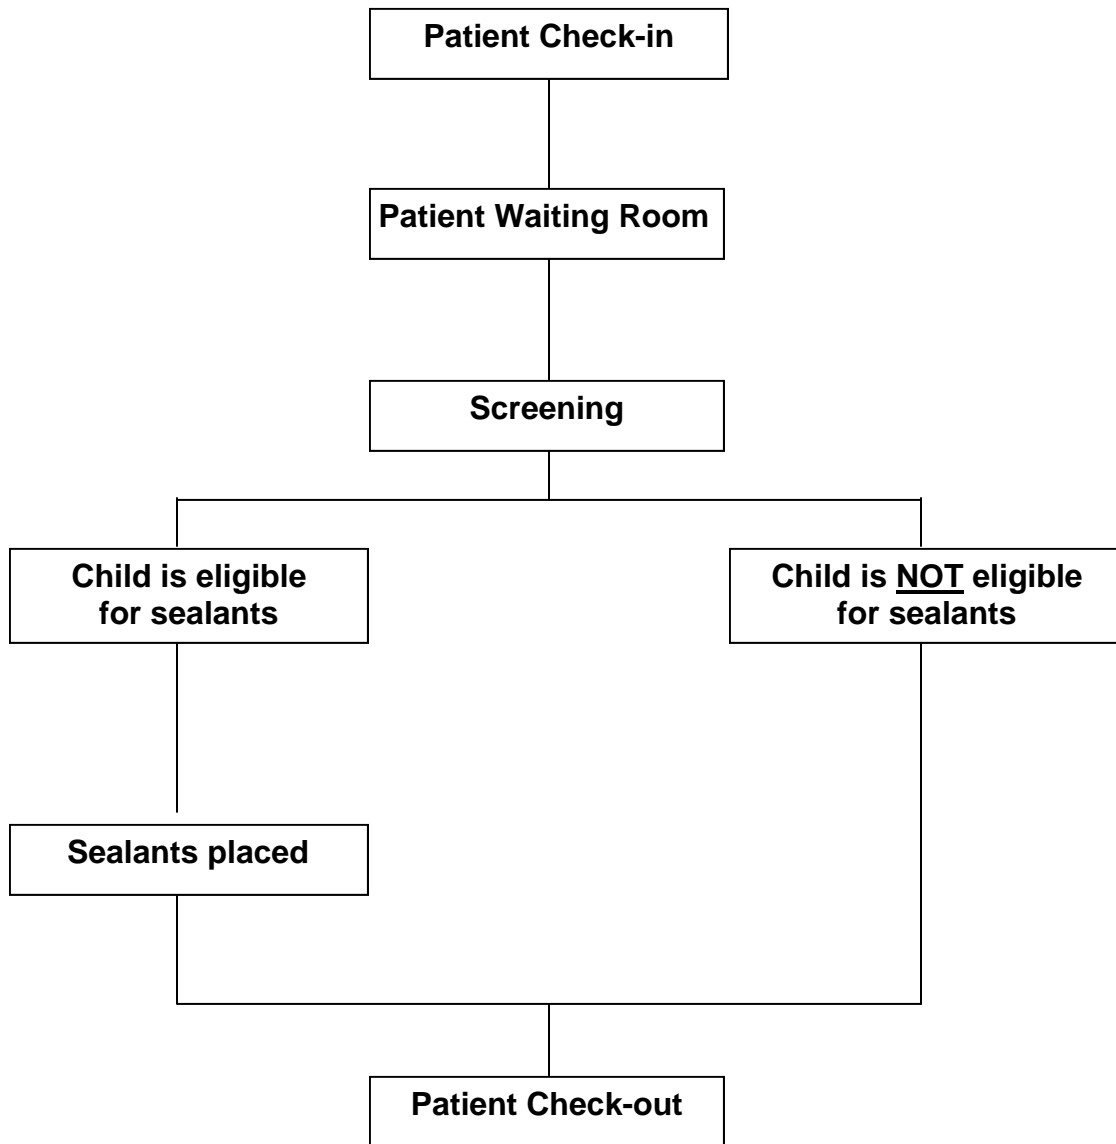 Patient Check-in
Patient Waiting Room
Screening
Child is eligible
for sealants
Child is NOT eligible
for sealants
Sealants placed
Patient Check-out